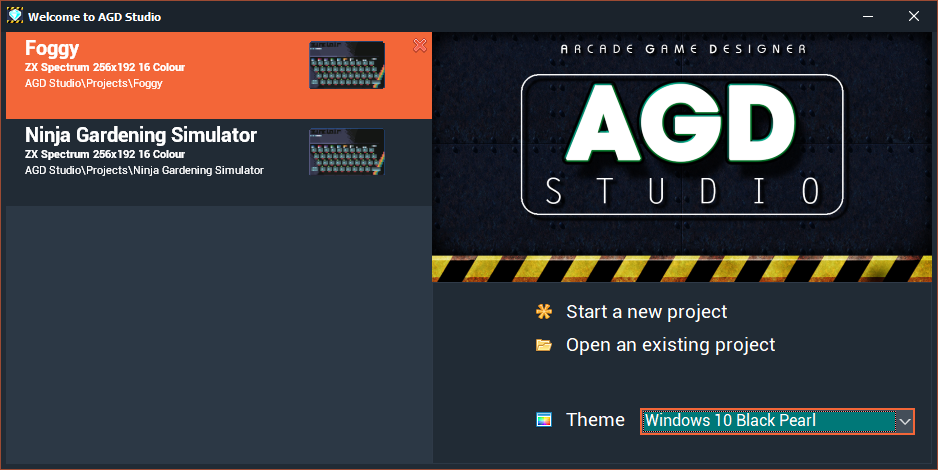 Welcome to AGD Studio
Foggy
ZX Spectrum 256x192 16 Colour
AGD Studio\Projects\Foggy
Ninja Gardening Simulator
ZX Spectrum 256x192 16 Colour
AGD Studio\Projects\Ninja Gardening Simulator
ARCADE GAME DESIGNER
AGD
STUDIO
Start a new project
Open an existing project
Theme
Windows 10 Black Pearl